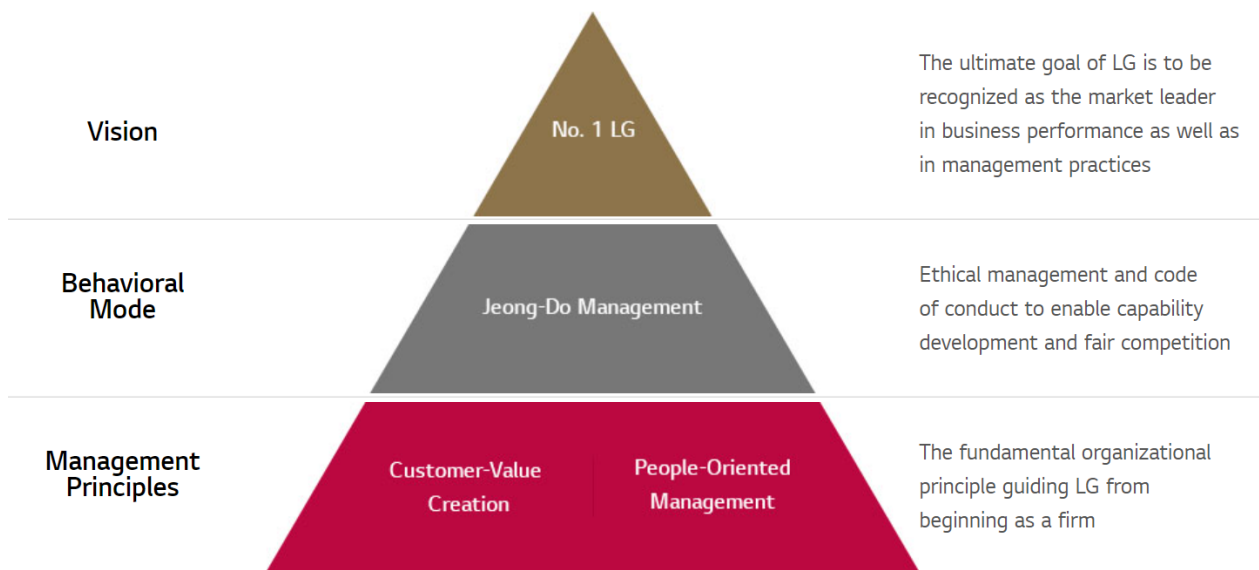 Vision
No. 1 LG
The ultimate goal of LG is to be
recognized as the market leader
in business performance as well as
in management practices
Behavioral
Mode
Jeong-Do Management
Ethical management and code
of conduct to enable capability
development and fair competition
Management
Principles
Customer-Value
Creation
People-Oriented
Management
The fundamental organizational
principle guiding LG from
beginning as a firm